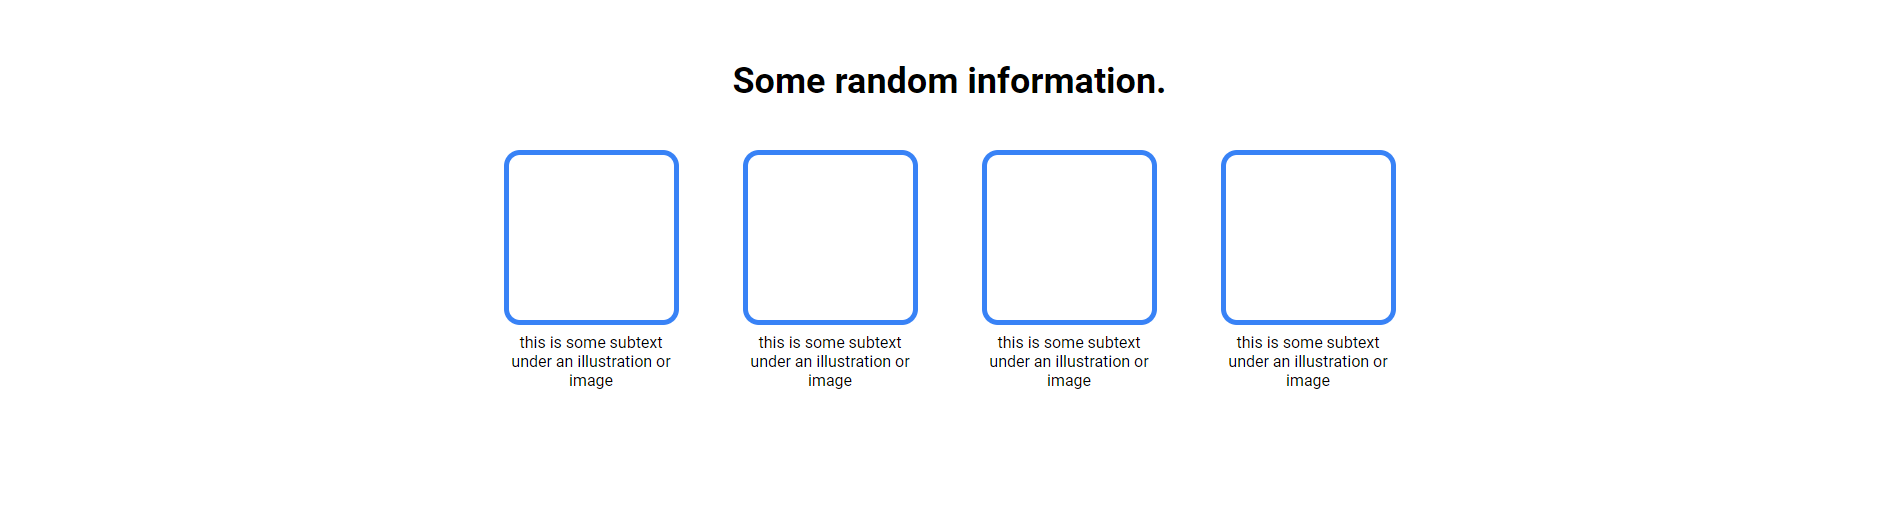 Some random information.
this is some subtext
under an illustration or
image
this is some subtext
under an illustration or
image
this is some subtext
under an illustration or
image
this is some subtext
under an illustration or
image